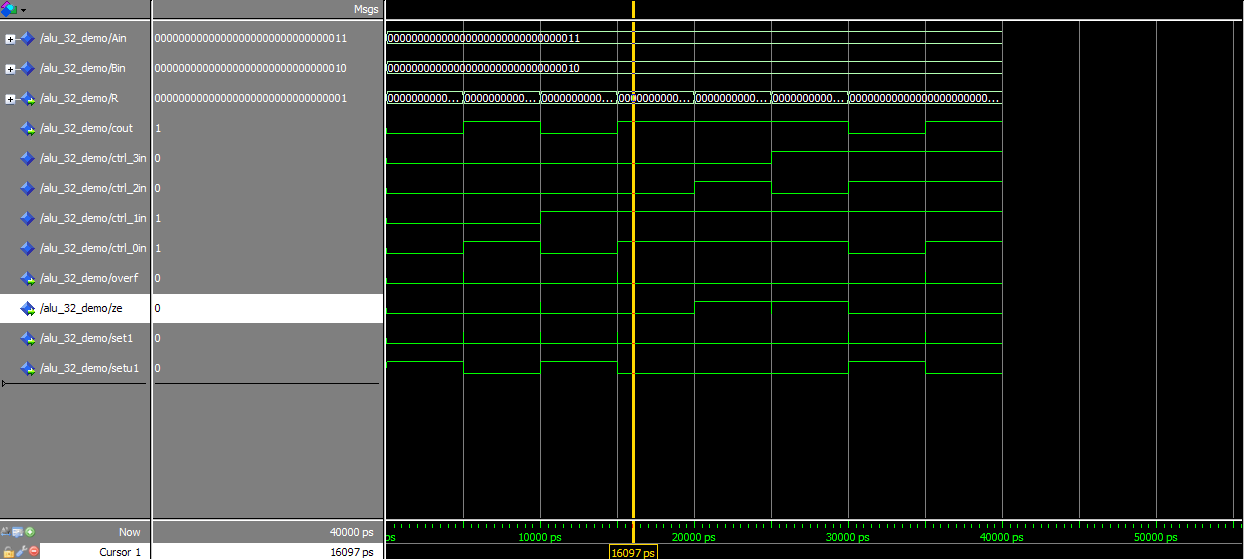 Msgs
/alu_32_demo/Ain 00000000000000000000000000000011 00000000000000000000000000000011
/alu_32_demo/Bin 00000000000000000000000000000010 00000000000000000000000000000010
/alu_32_demo/R 00000000000000000000000000000001 0000000000... 0000000000... 0000000000... 0000000000... 0000000000... 0000000000... 00000000000000000000...
/alu_32_demo/cout 1
/alu_32_demo/ctrl_3in 0
/alu_32_demo/ctrl_2in 0
/alu_32_demo/ctrl_1in 1
/alu_32_demo/ctrl_0in 1
/alu_32_demo/overf 0
/alu_32_demo/ze 0
/alu_32_demo/set1 0
/alu_32_demo/setu1 0
Now 40000 ps ps 10000 ps 20000 ps 30000 ps 40000 ps 50000 ps
Cursor 1 16097 ps 16097 ps